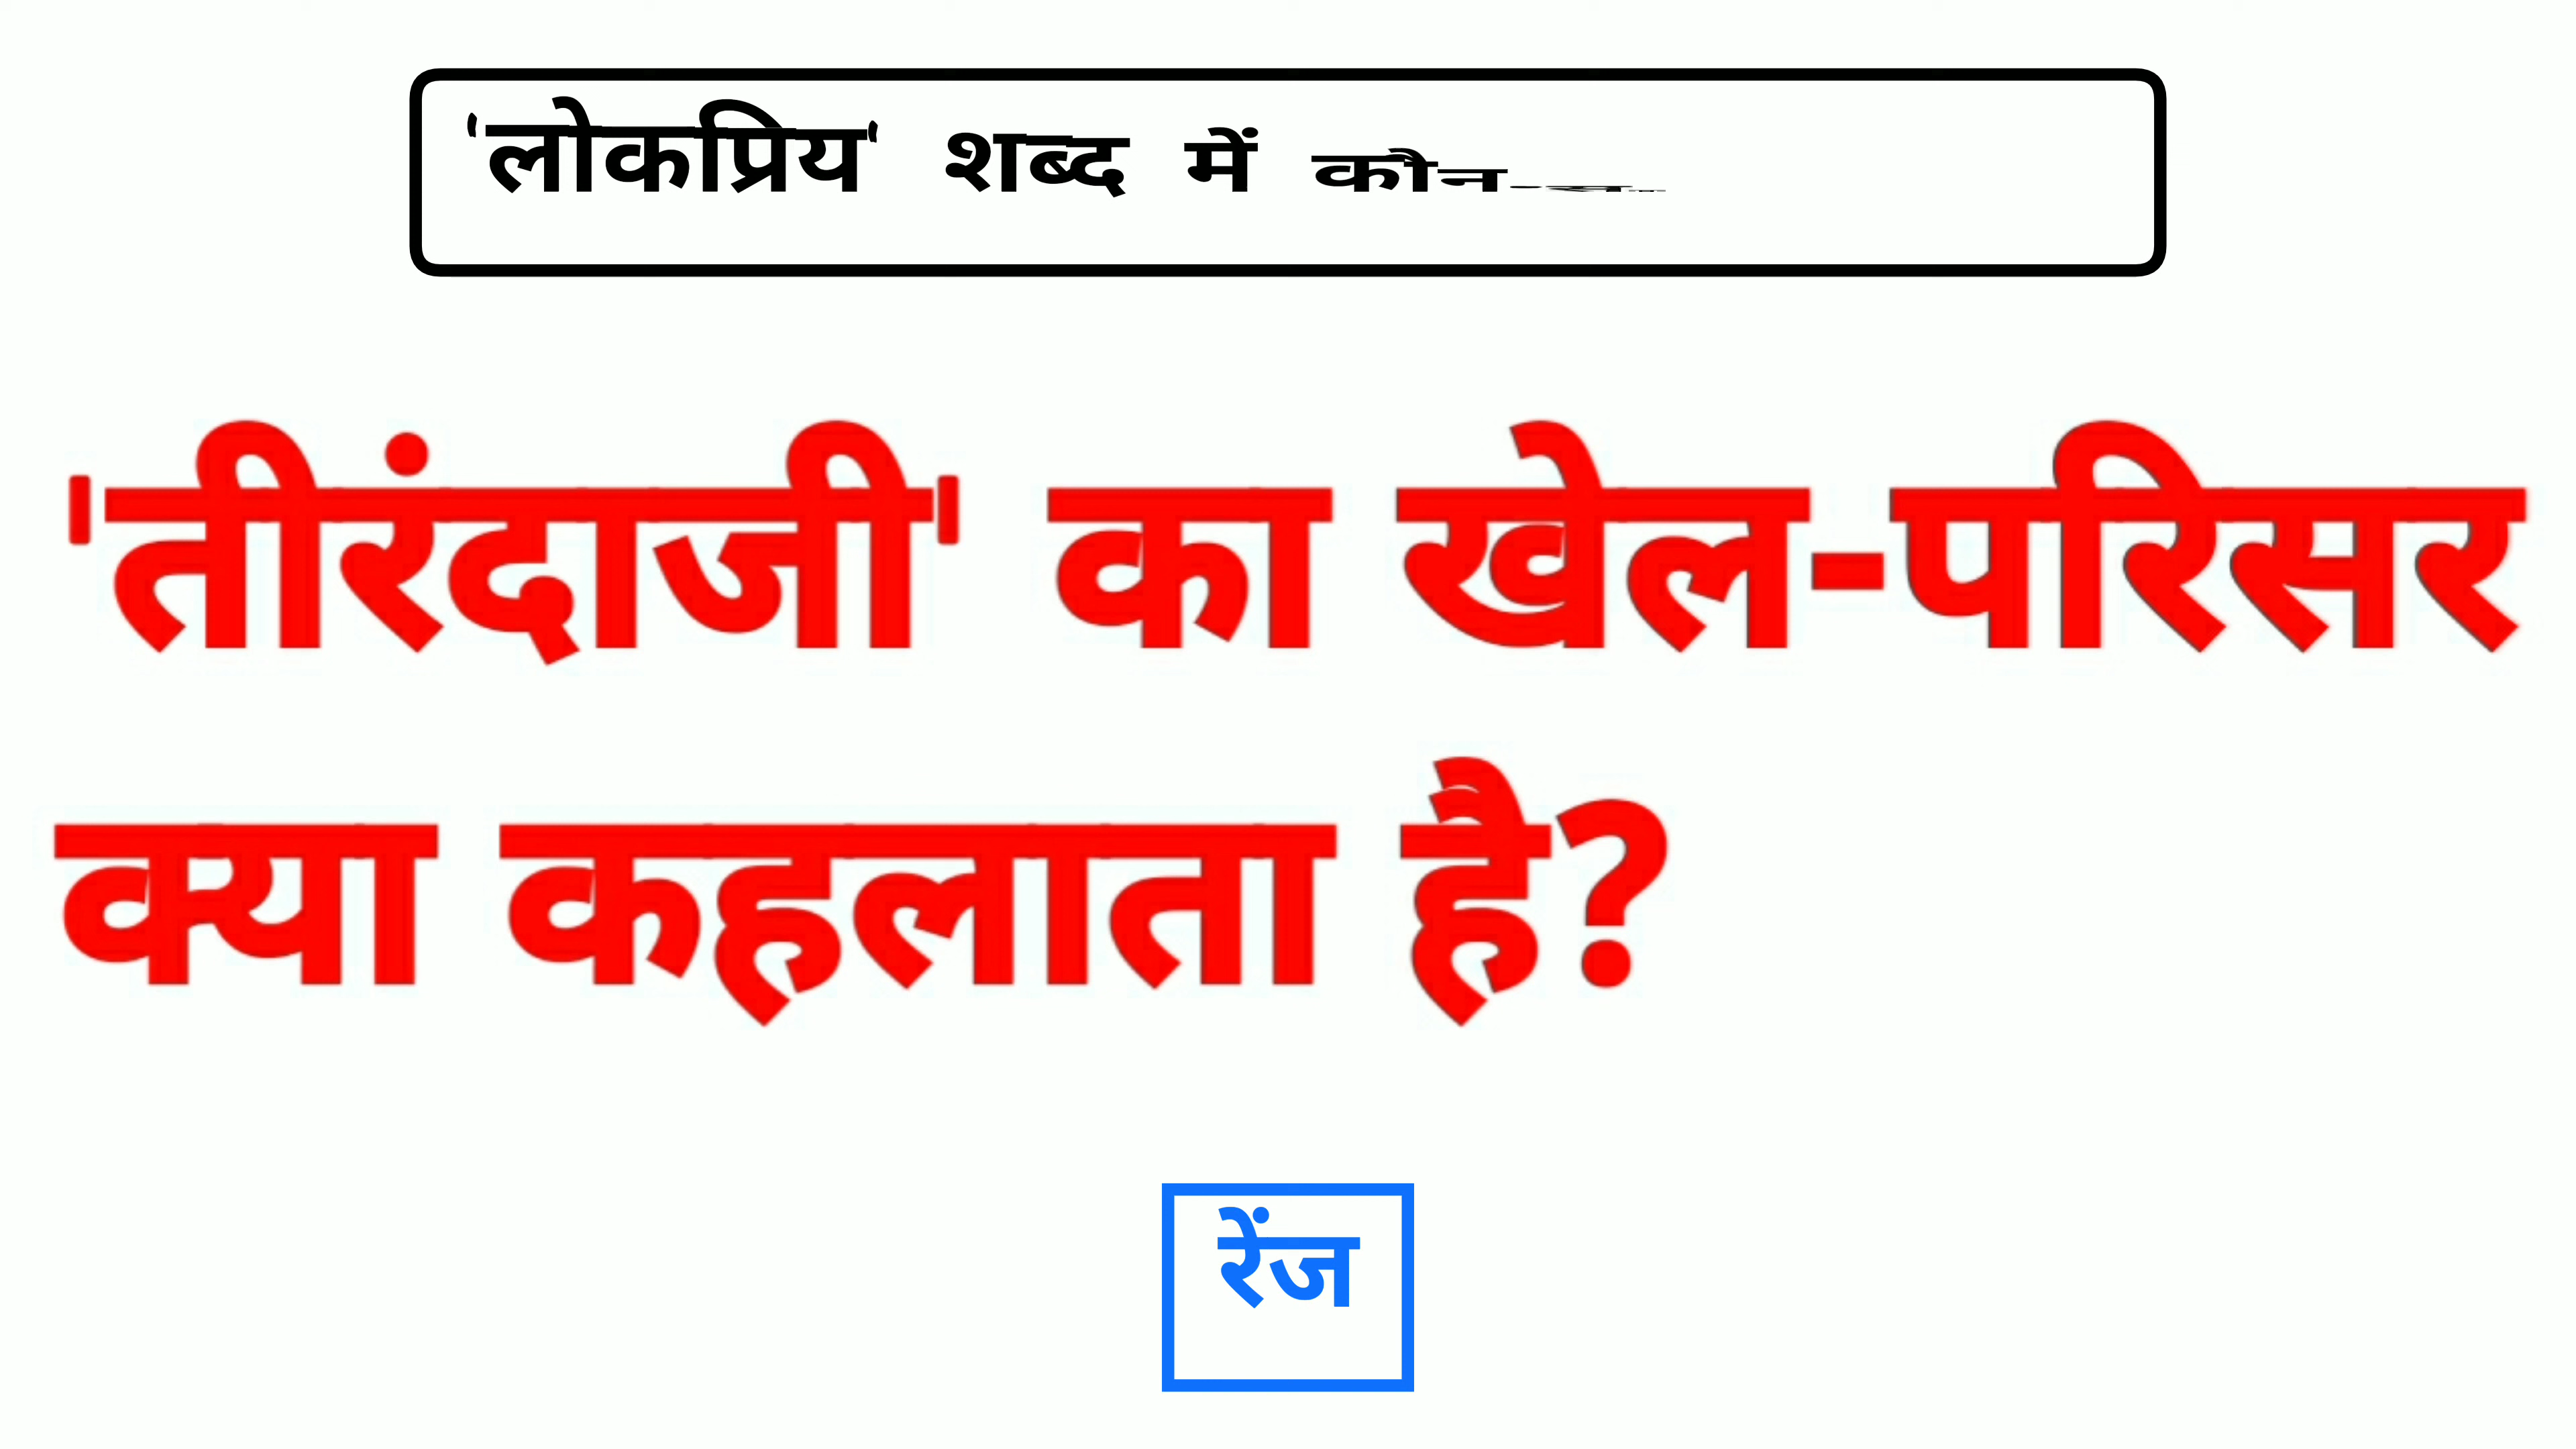 'लोकप्रिय' शब्द में कौन
'तीरंदाजी' का खेल-परिसर
क्या कहलाता है?
रेंज